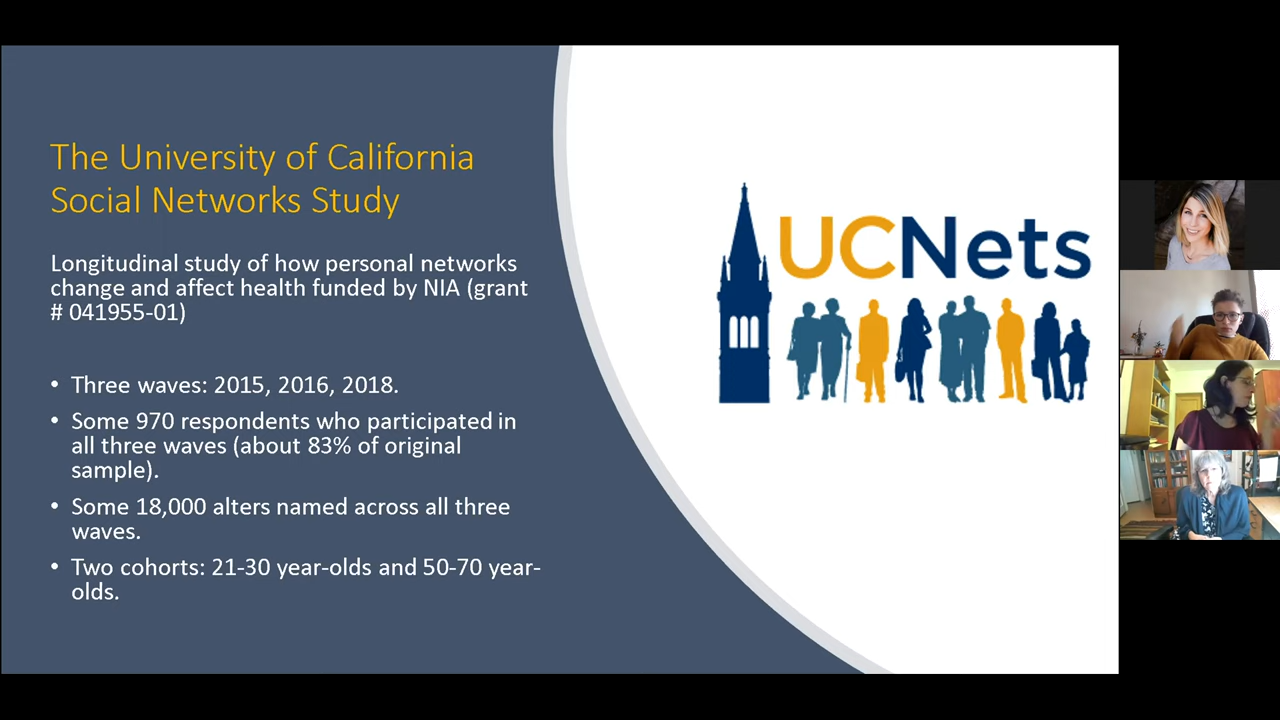 The University of California
Social Networks Study
Longitudinal study of how personal networks
change and affect health funded by NIA (grant
# 041955-01)
• Three waves: 2015, 2016, 2018.
• Some 970 respondents who participated in
all three waves (about 83% of original
sample).
• Some 18,000 alters named across all three
waves.
• Two cohorts: 21-30 year-olds and 50-70 year-
olds.
UCNets